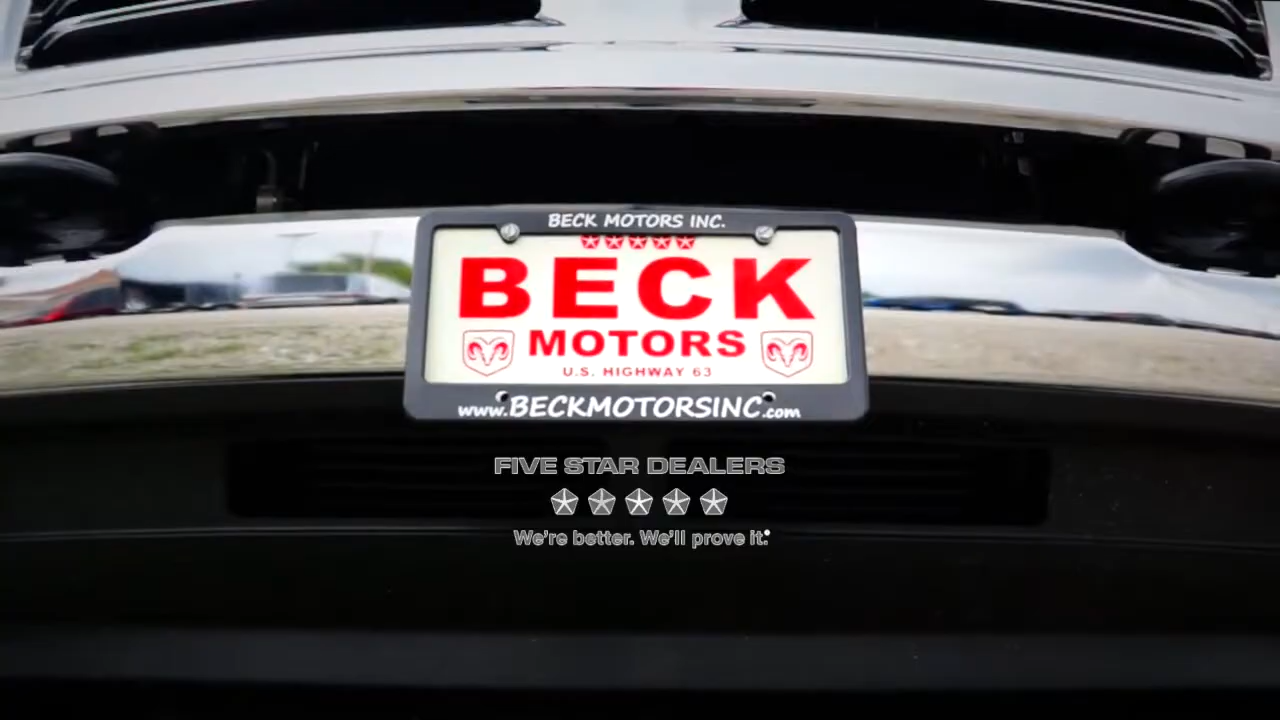 BECK MOTORS INC.
BECK
MOTORS
U.S. HIGHWAY 63
www.BECKMOTORSINC.com
FIVE STAR DEALERS
We're better. We'll prove it.